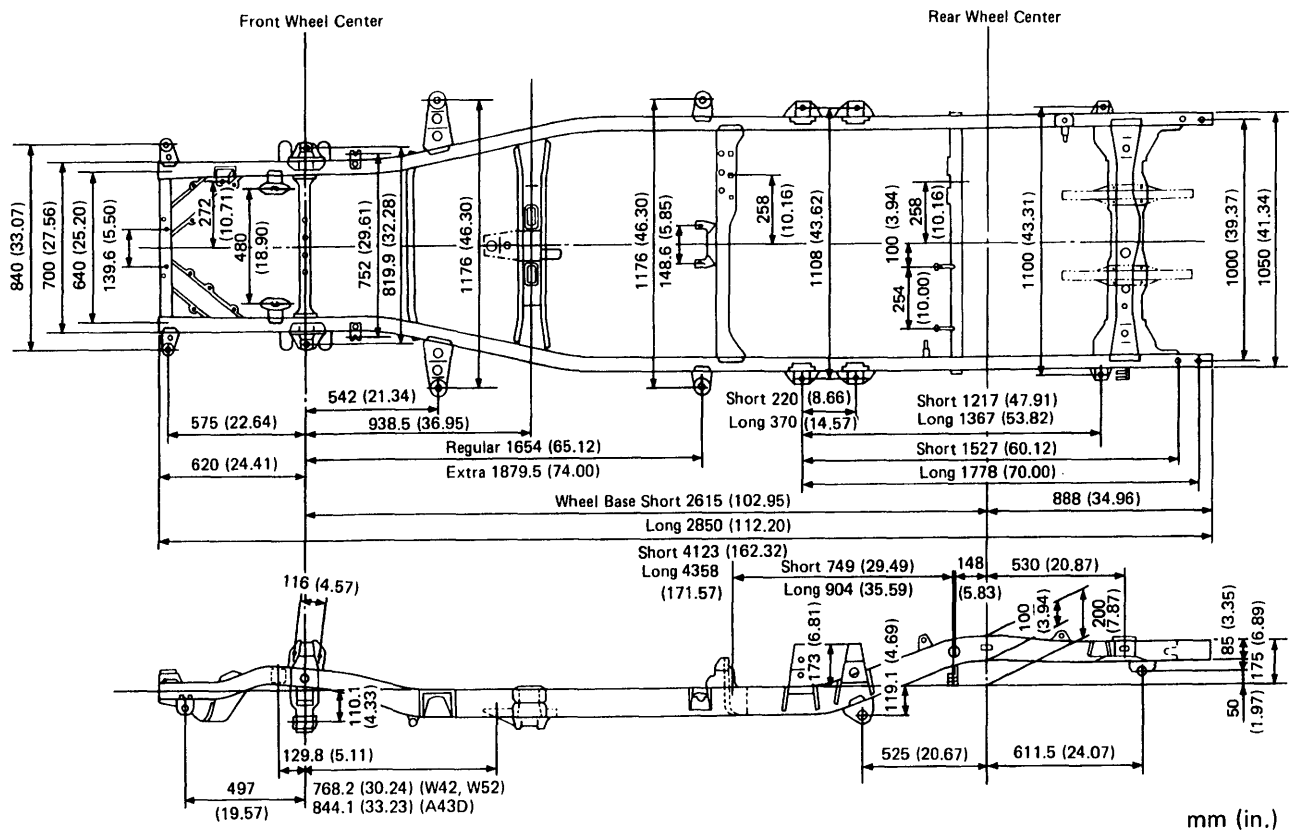 Front Wheel Center
Rear Wheel Center
840 (33.07)
700 (27.56)
640 (25.20)
139.6 (5.50)
272
(10.71)
480
(18.90)
752 (29.61)
819.9 (32.28)
1176 (46.30)
1176 (46.30)
148.6 (5.85)
258
(10.16)
1108 (43.62)
100 (3.94)
254
(10.00)
258
(10.16)
1100 (43.31)
1000 (39.37)
1050 (41.34)
542 (21.34)
575 (22.64)
938.5 (36.95)
Short 220 (8.66)
Long 370 (14.57)
Short 1217 (47.91)
Long 1367 (53.82)
620 (24.41)
Regular 1654 (65.12)
Extra 1879.5 (74.00)
Short 1527 (60.12)
Long 1778 (70.00)
Wheel Base Short 2615 (102.95)
Long 2850 (112.20)
888 (34.96)
Short 4123 (162.32)
Long 4358
(171.57)
116 (4.57)
Short 749 (29.49)
Long 904 (35.59)
148
(5.83)
530 (20.87)
100
(3.94)
200
(7.87)
85 (3.35)
175 (6.89)
173 (6.81)
119.1 (4.69)
110.1
(4.33)
50
(1.97)
129.8 (5.11)
525 (20.67)
611.5 (24.07)
497
(19.57)
768.2 (30.24) (W42, W52)
844.1 (33.23) (A43D)
mm (in.)